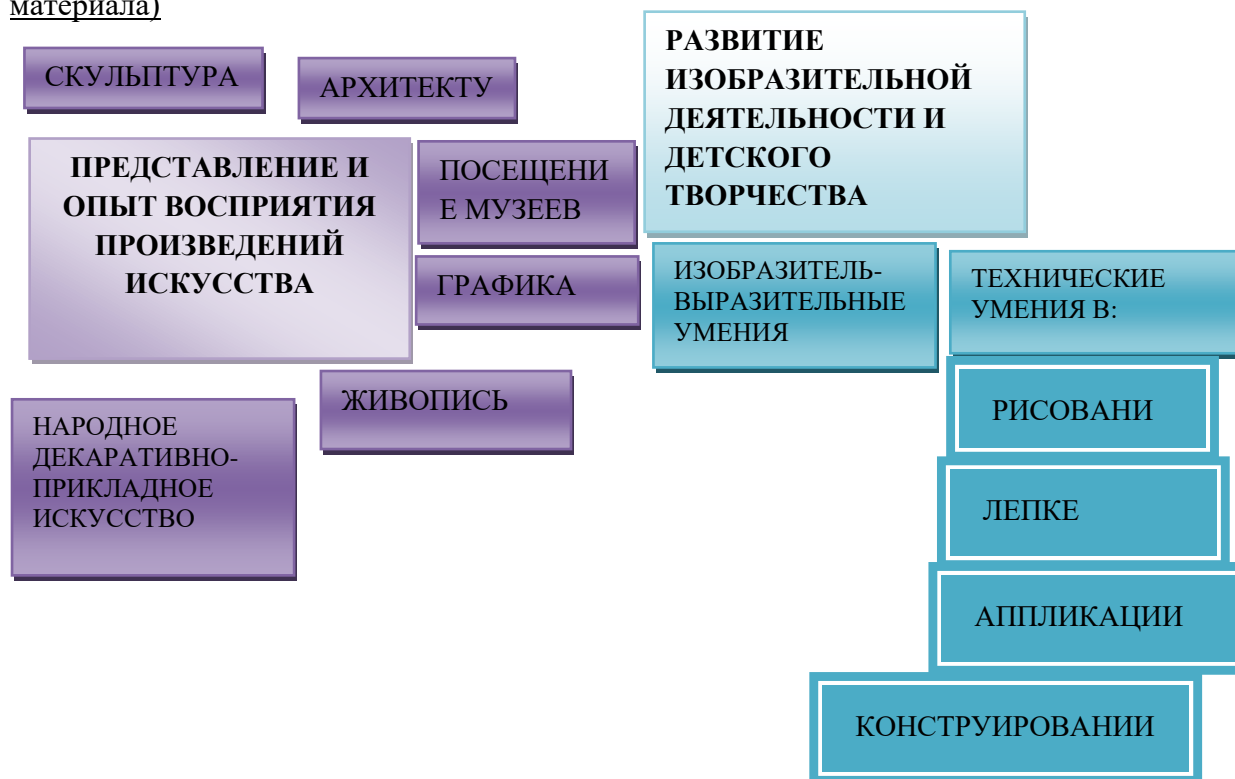 материала)
СКУЛЬПТУРА
АРХИТЕКТУ
ПРЕДСТАВЛЕНИЕ И
ОПЫТ ВОСПРИЯТИЯ
ПРОИЗВЕДЕНИЙ
ИСКУССТВА
ПОСЕЩЕНИ
Е МУЗЕЕВ
ГРАФИКА
ЖИВОПИСЬ
НАРОДНОЕ
ДЕКАРАТИВНО-
ПРИКЛАДНОЕ
ИСКУССТВО
РАЗВИТИЕ
ИЗОБРАЗИТЕЛЬНОЙ
ДЕЯТЕЛЬНОСТИ И
ДЕТСКОГО
ТВОРЧЕСТВА
ИЗОБРАЗИТЕЛЬ-
ВЫРАЗИТЕЛЬНЫЕ
УМЕНИЯ
ТЕХНИЧЕСКИЕ
УМЕНИЯ В:
РИСОВАНИ
ЛЕПКЕ
АППЛИКАЦИИ
КОНСТРУИРОВАНИИ